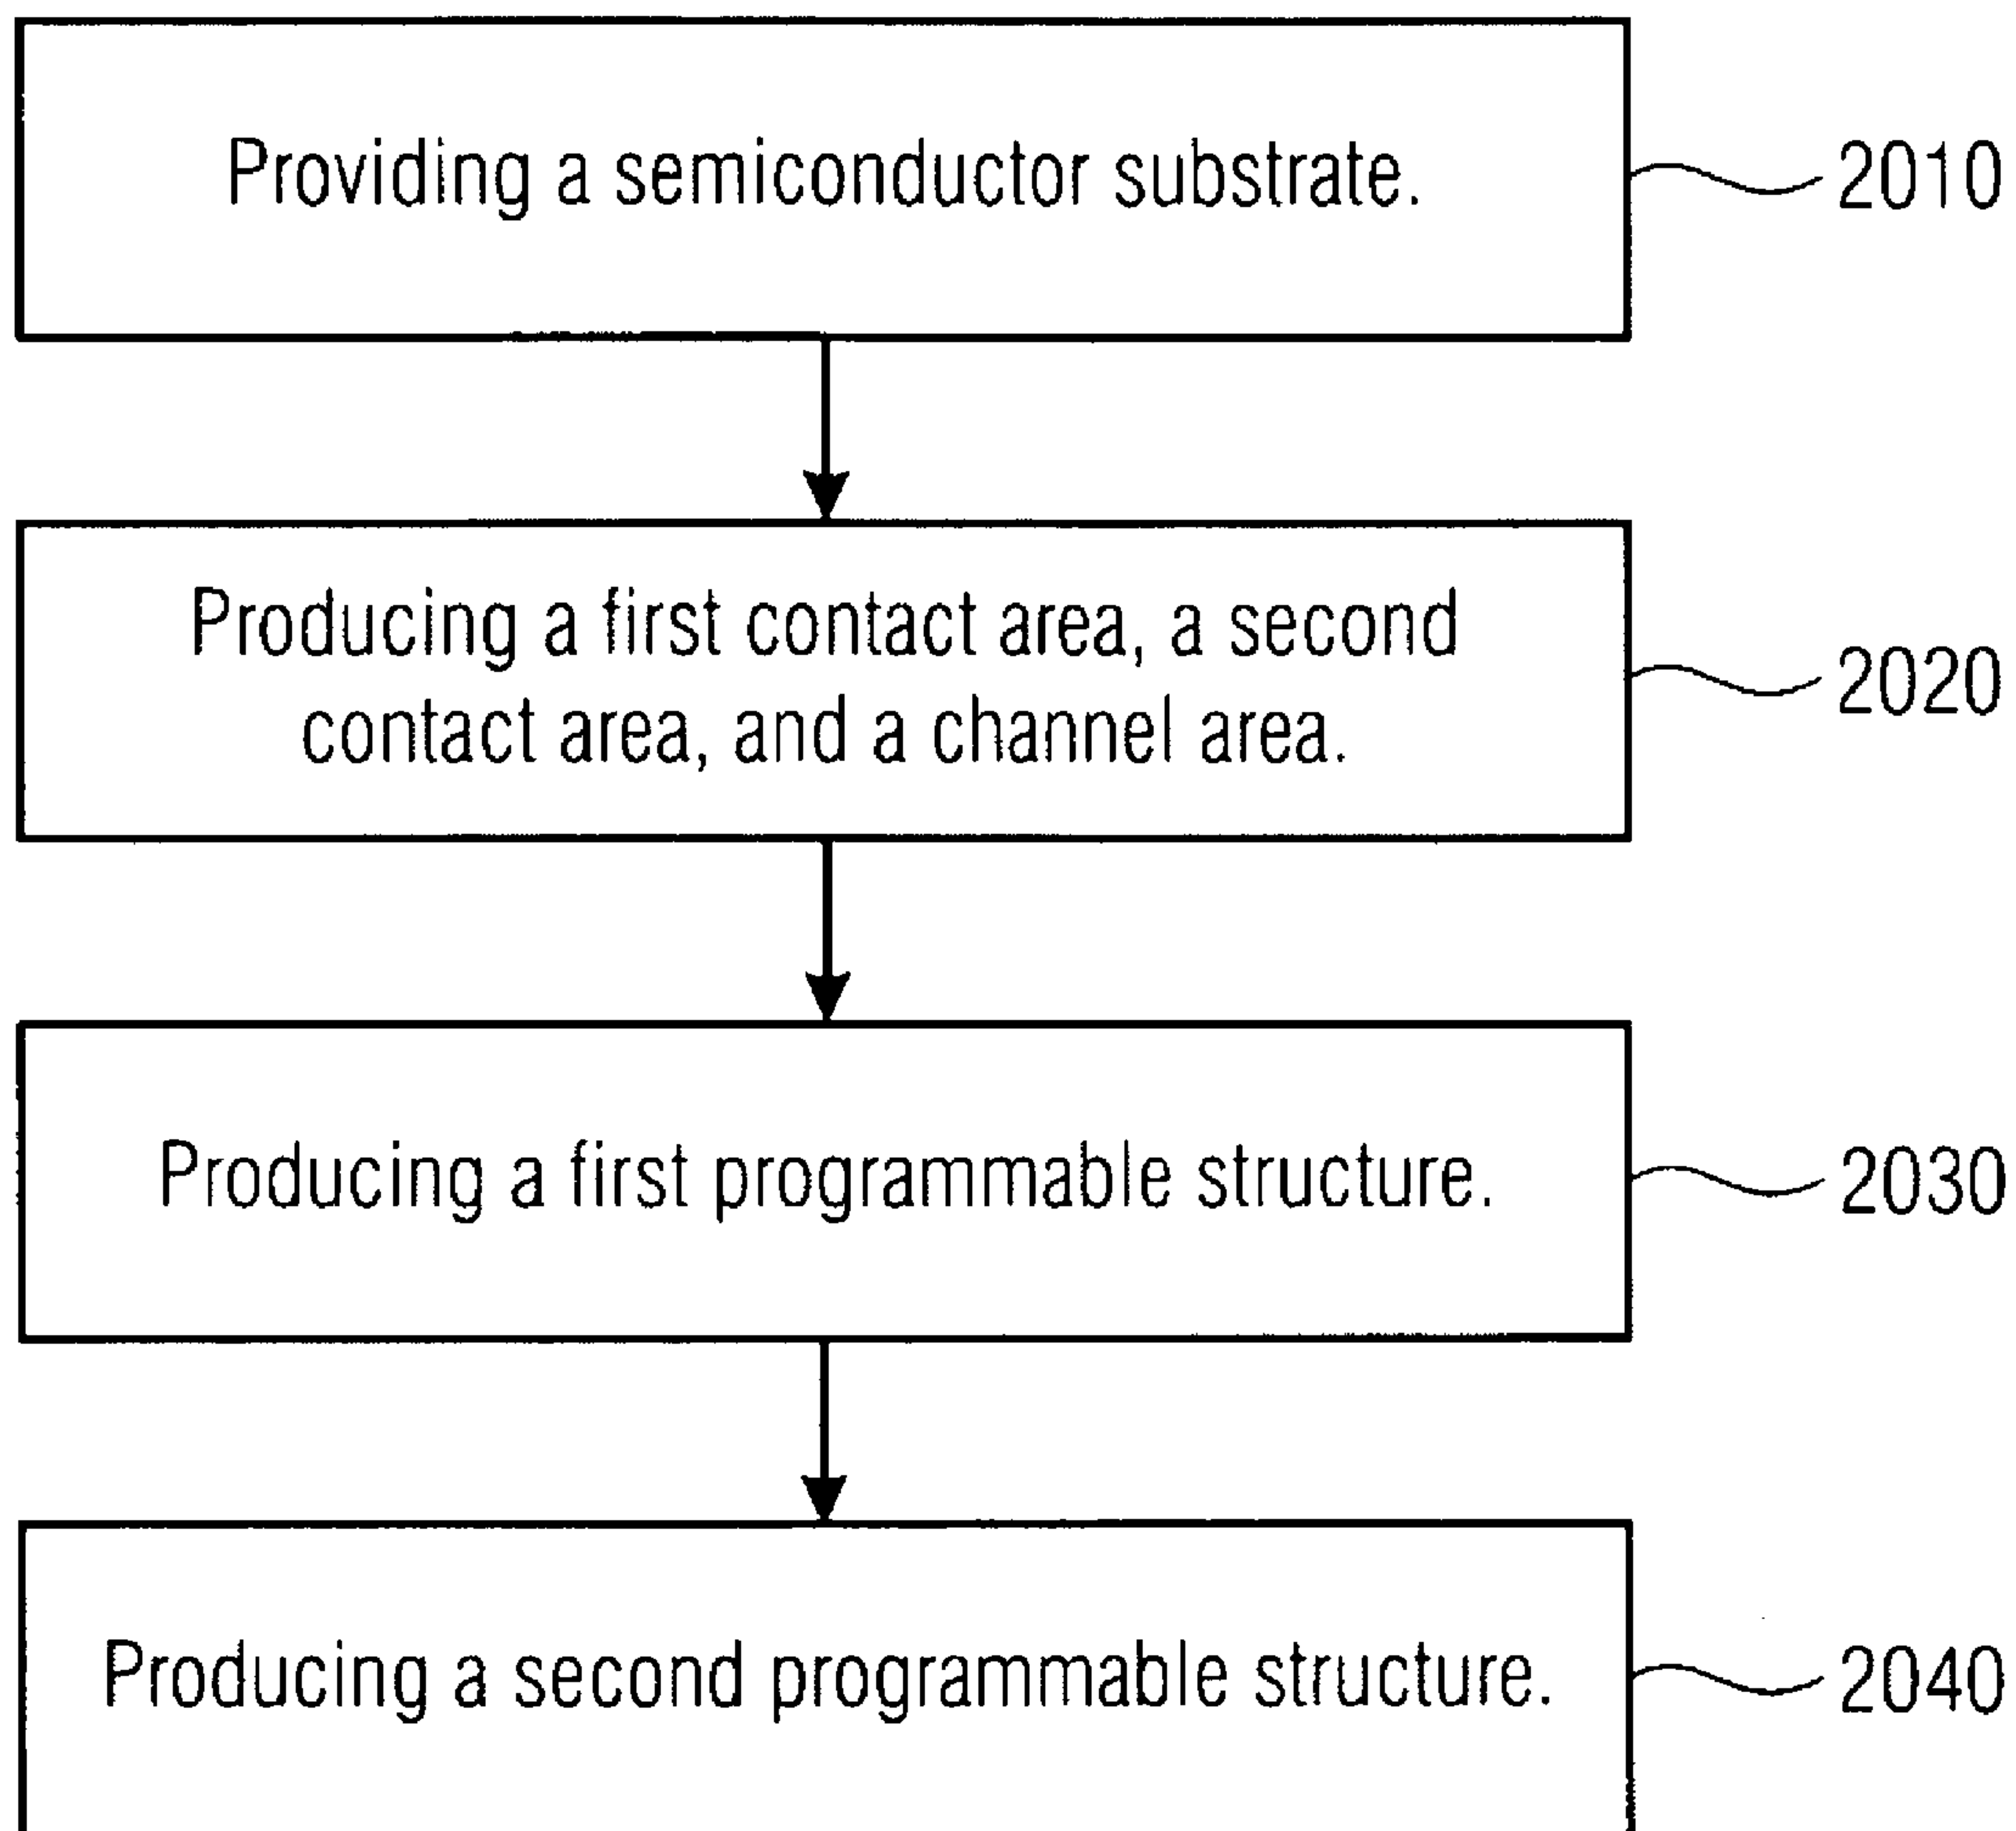 Providing a semiconductor substrate.
2010
Producing a first contact area, a second
contact area, and a channel area.
2020
Producing a first programmable structure.
2030
Producing a second programmable structure.
2040